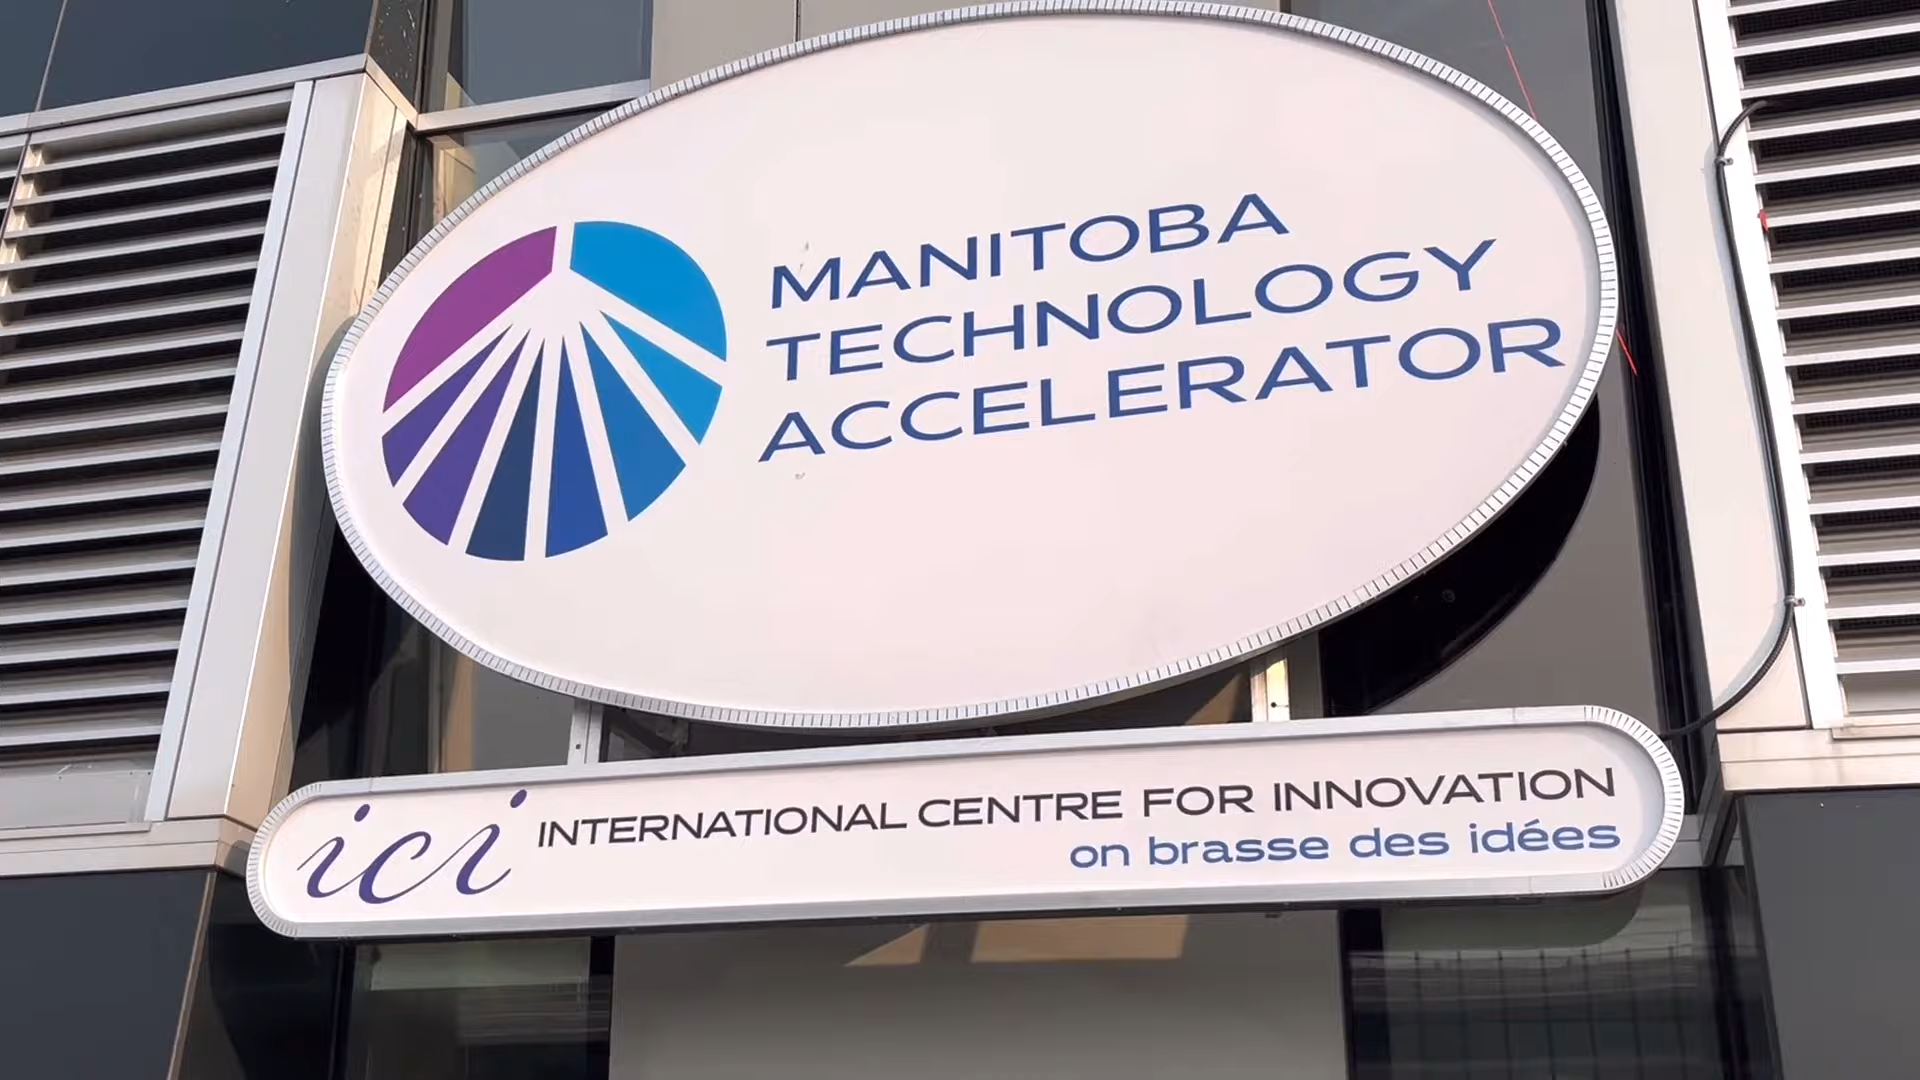 MANITOBA
TECHNOLOGY
ACCELERATOR
ici INTERNATIONAL CENTRE FOR INNOVATION
on brasse des idées